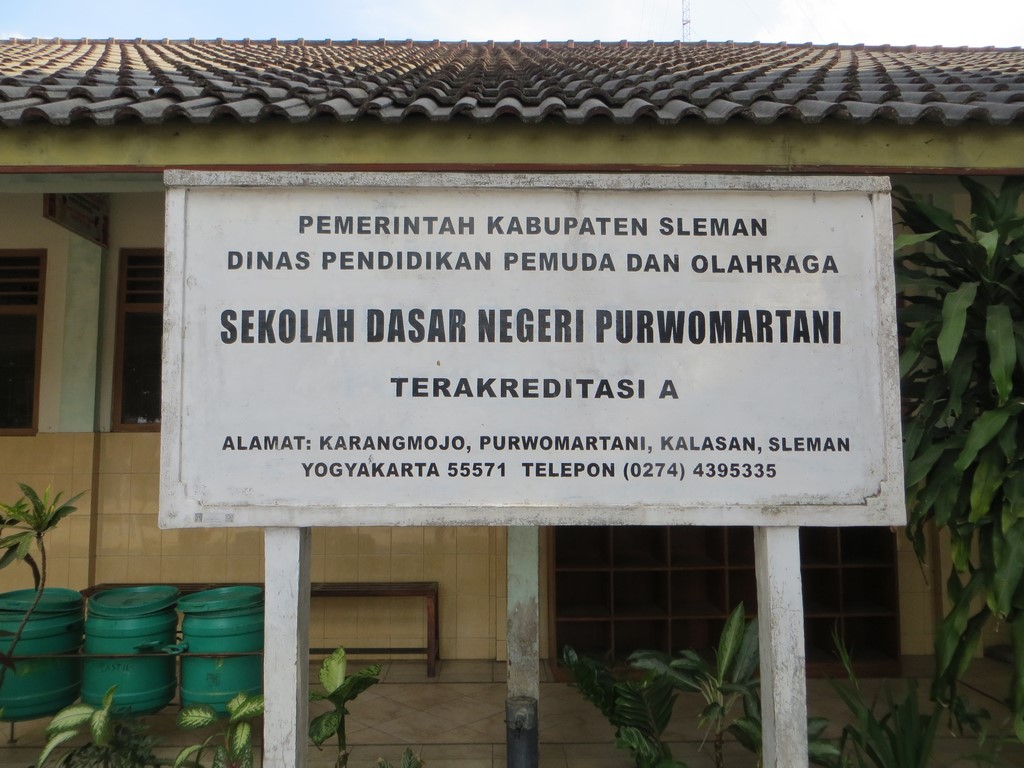 PEMERINTAH KABUPATEN SLEMAN
DINAS PENDIDIKAN PEMUDA DAN OLAHRAGA
SEKOLAH DASAR NEGERI PURWOMARTANI
TERAKREDITASI A
ALAMAT: KARANGMOJO, PURWOMARTANI, KALASAN, SLEMAN
YOGYAKARTA 55571 TELEPON (0274) 4395335